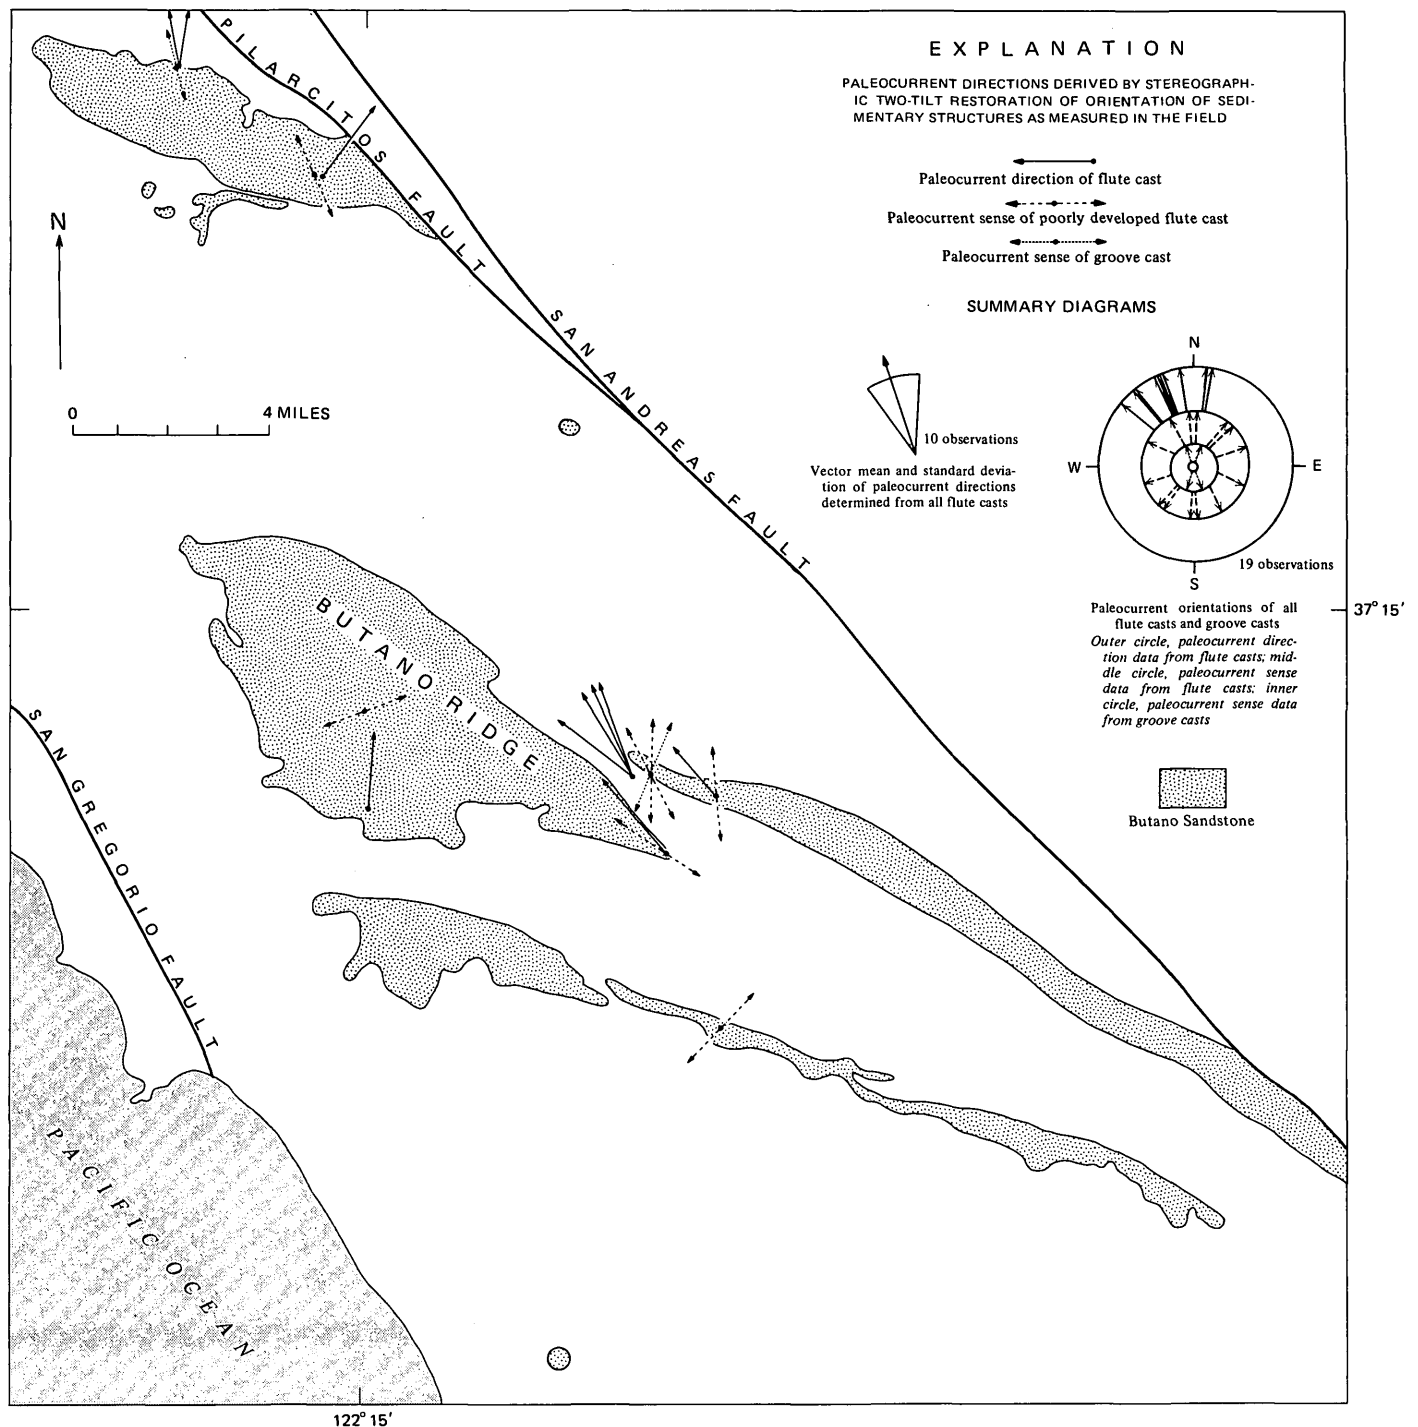 EXPLANATION
PALEOCURRENT DIRECTIONS DERIVED BY STEREOGRAPH-
IC TWO-TILT RESTORATION OF ORIENTATION OF SEDI-
MENTARY STRUCTURES AS MEASURED IN THE FIELD
Paleocurrent direction of flute cast
Paleocurrent sense of poorly developed flute cast
Paleocurrent sense of groove cast
SUMMARY DIAGRAMS
10 observations
Vector mean and standard devia-
tion of paleocurrent directions
determined from all flute casts
N
W
E
S
19 observations
Paleocurrent orientations of all
flute casts and groove casts
Outer circle, paleocurrent direc-
tion data from flute casts; mid-
dle circle, paleocurrent sense
data from flute casts; inner
circle, paleocurrent sense data
from groove casts
Butano Sandstone
PILARCITOS FAULT
SAN ANDREAS FAULT
N
0 4 MILES
BUTANO RIDGE
SAN GREGORIO FAULT
PACIFIC OCEAN
37° 15'
122° 15'